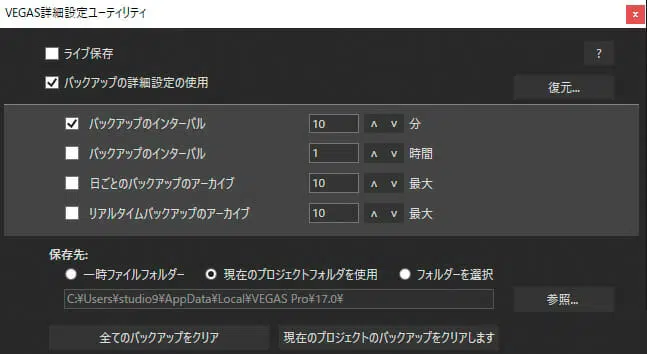 VEGAS詳細設定ユーティリティ x
ライブ保存 ?
バックアップの詳細設定の使用 復元...
バックアップのインターバル 10 ∧ ∨ 分
バックアップのインターバル 1 ∧ ∨ 時間
日ごとのバックアップのアーカイブ 10 ∧ ∨ 最大
リアルタイムバックアップのアーカイブ 10 ∧ ∨ 最大
保存先:
一時ファイルフォルダー 現在のプロジェクトフォルダを使用 フォルダーを選択
C:¥Users¥studio9¥AppData¥Local¥VEGAS Pro¥17.0¥ 参照...
全てのバックアップをクリア 現在のプロジェクトのバックアップをクリアします